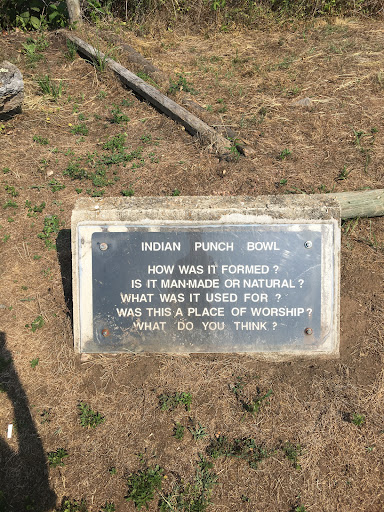 INDIAN PUNCH BOWL
HOW WAS IT FORMED ?
IS IT MAN-MADE OR NATURAL ?
WHAT WAS IT USED FOR ?
WAS THIS A PLACE OF WORSHIP ?
WHAT DO YOU THINK ?